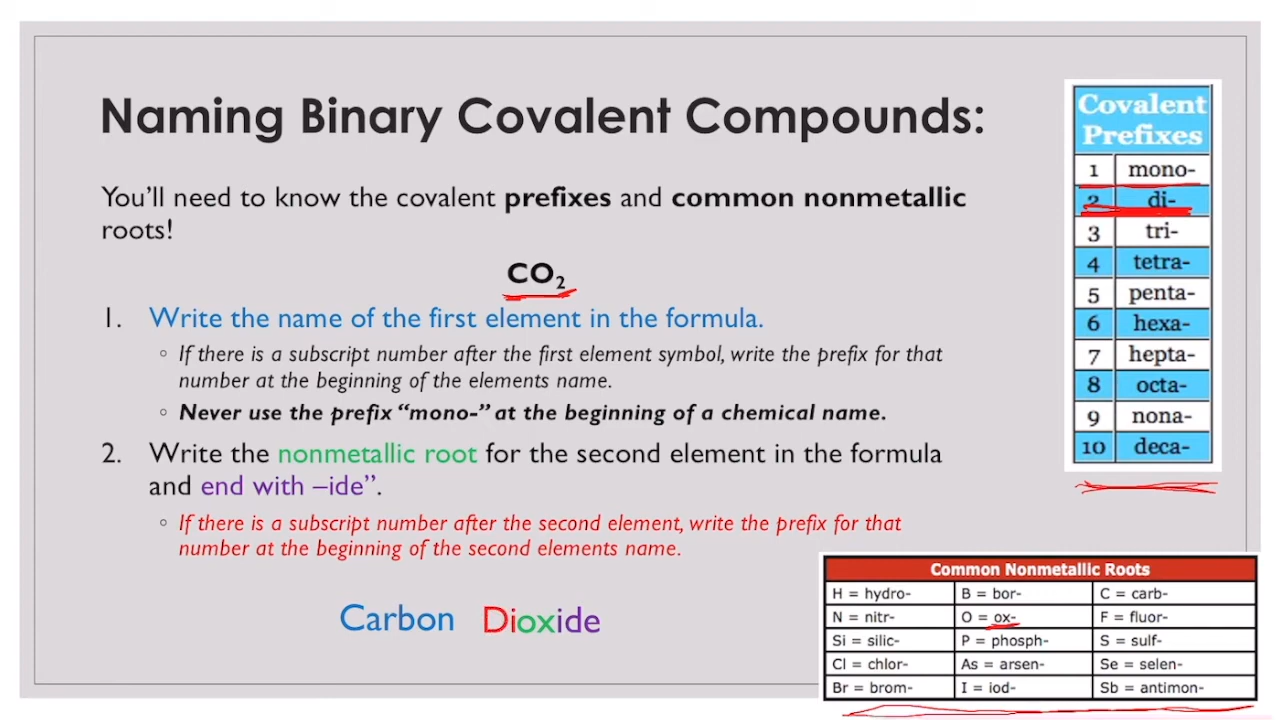 Naming Binary Covalent Compounds:
You'll need to know the covalent prefixes and common nonmetallic
roots!
CO₂
1. Write the name of the first element in the formula.
◦ If there is a subscript number after the first element symbol, write the prefix for that
number at the beginning of the elements name.
◦ Never use the prefix “mono-” at the beginning of a chemical name.
2. Write the nonmetallic root for the second element in the formula
and end with –ide”.
◦ If there is a subscript number after the second element, write the prefix for that
number at the beginning of the second elements name.
Carbon Dioxide
Covalent
Prefixes
1 mono-
2 di-
3 tri-
4 tetra-
5 penta-
6 hexa-
7 hepta-
8 octa-
9 nona-
10 deca-
Common Nonmetallic Roots
H = hydro- B = bor- C = carb-
N = nitr- O = ox- F = fluor-
Si = silic- P = phosph- S = sulf-
Cl = chlor- As = arsen- Se = selen-
Br = brom- I = iod- Sb = antimon-